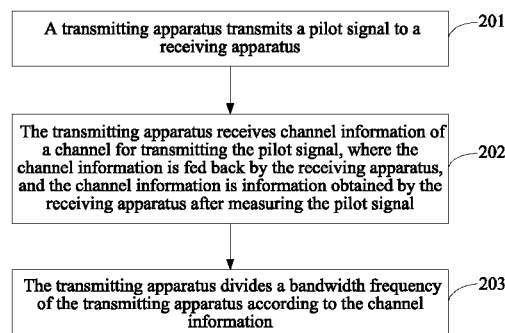 A transmitting apparatus transmits a pilot signal to a
receiving apparatus
201
The transmitting apparatus receives channel information of
a channel for transmitting the pilot signal, where the
channel information is fed back by the receiving apparatus,
and the channel information is information obtained by the
receiving apparatus after measuring the pilot signal
202
The transmitting apparatus divides a bandwidth frequency
of the transmitting apparatus according to the channel
information
203